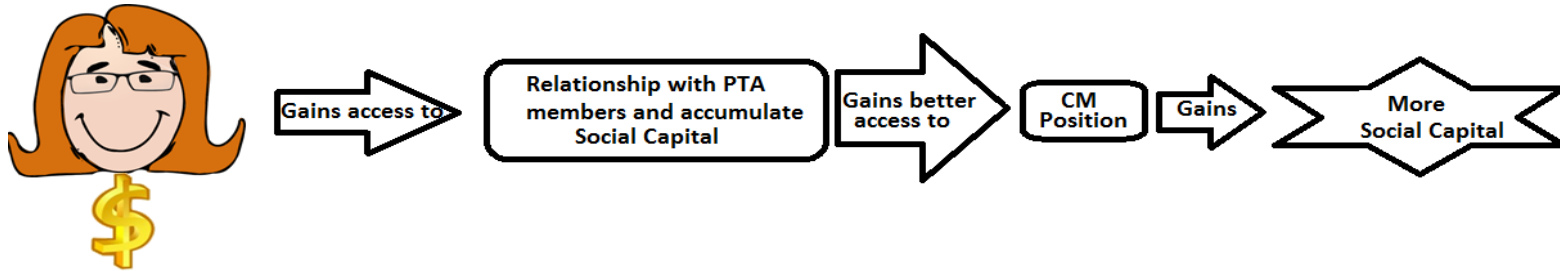 Gains access to
Relationship with PTA
members and accumulate
Social Capital
Gains better
access to
CM
Position
Gains
More
Social Capital
$